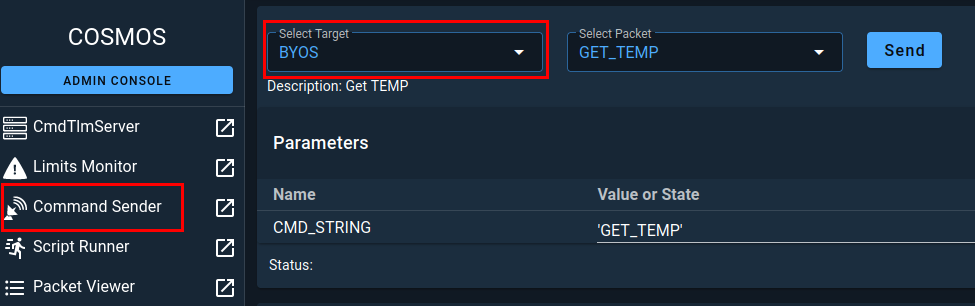 COSMOS
ADMIN CONSOLE
CmdTlmServer
Limits Monitor
Command Sender
Script Runner
Packet Viewer
Select Target
BYOS
Select Packet
GET_TEMP
Send
Description: Get TEMP
Parameters
Name Value or State
CMD_STRING 'GET_TEMP'
Status: